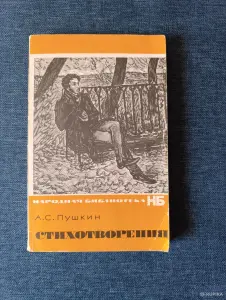 НАРОДНАЯ БИБЛИОТЕКА НБ
А.С. Пушкин
СТИХОТВОРЕНИЯ